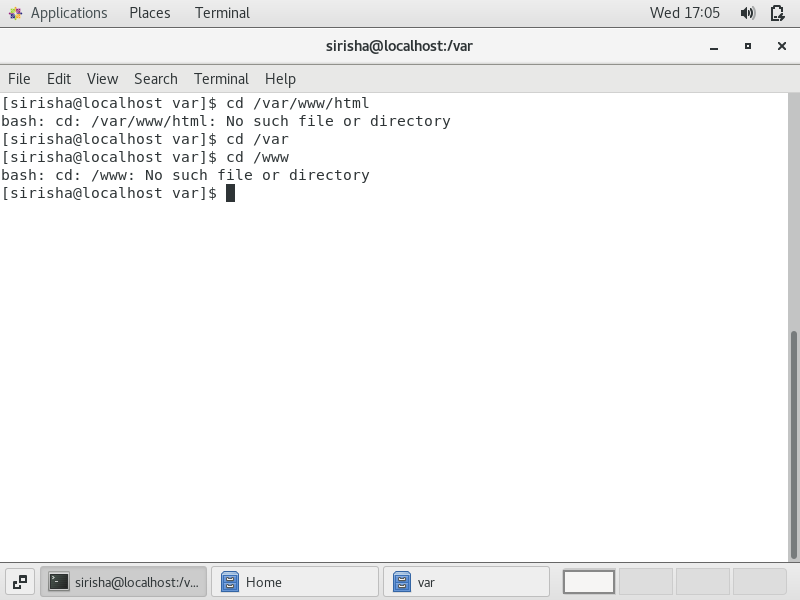 Applications Places Terminal Wed 17:05
sirisha@localhost:/var
File Edit View Search Terminal Help
[sirisha@localhost var]$ cd /var/www/html
bash: cd: /var/www/html: No such file or directory
[sirisha@localhost var]$ cd /var
[sirisha@localhost var]$ cd /www
bash: cd: /www: No such file or directory
[sirisha@localhost var]$
sirisha@localhost:/v... Home var